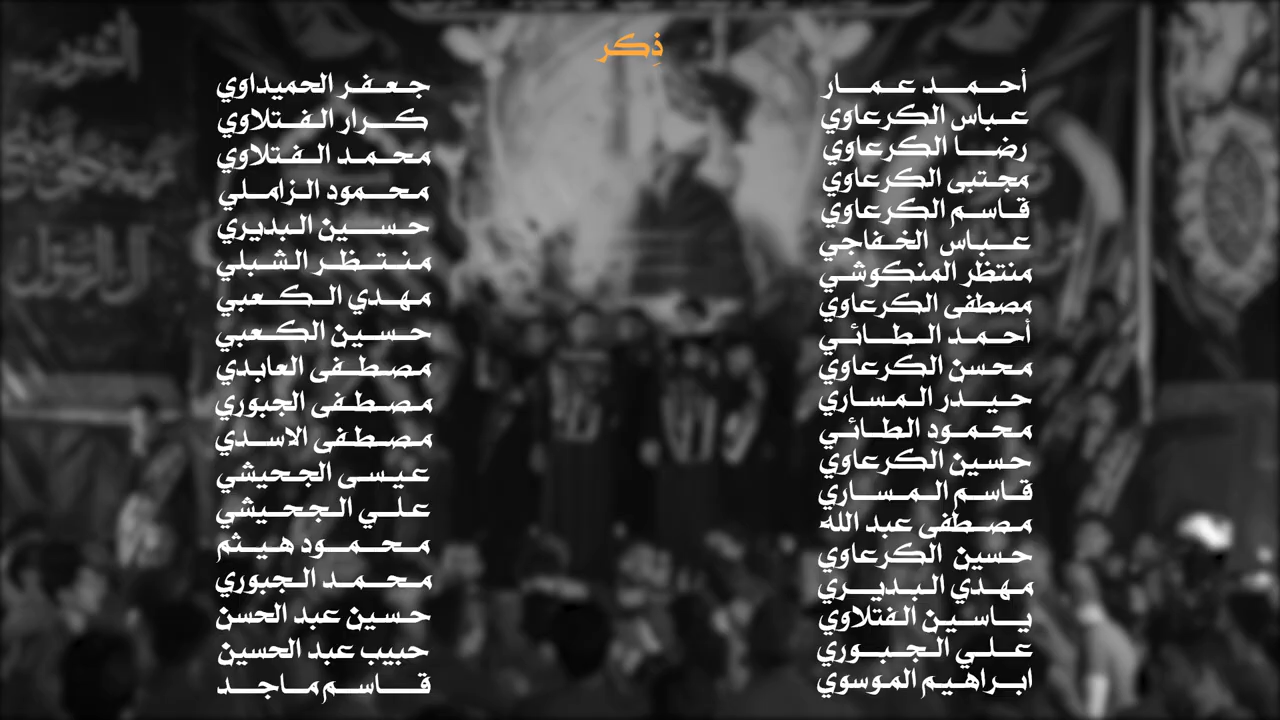 ذِكر
أحمد عمار
عباس الكرعاوي
رضا الكرعاوي
مجتبى الكرعاوي
قاسم الكرعاوي
عباس الخفاجي
منتظر المنكوشي
مصطفى الكرعاوي
أحمد الطائي
محسن الكرعاوي
حيدر المساري
محمود الطائي
حسين الكرعاوي
قاسم المساري
مصطفى عبد الله
حسين الكرعاوي
مهدي البديري
ياسين الفتلاوي
علي الجبوري
ابراهيم الموسوي
جعفر الحميداوي
كرار الفتلاوي
محمد الفتلاوي
محمود الزاملي
حسين البديري
منتظر الشبلي
مهدي الكعبي
حسين الكعبي
مصطفى العابدي
مصطفى الجبوري
مصطفى الاسدي
عيسى الجحيشي
علي الجحيشي
محمود هيثم
محمد الجبوري
حسين عبد الحسن
حبيب عبد الحسين
قاسم ماجد